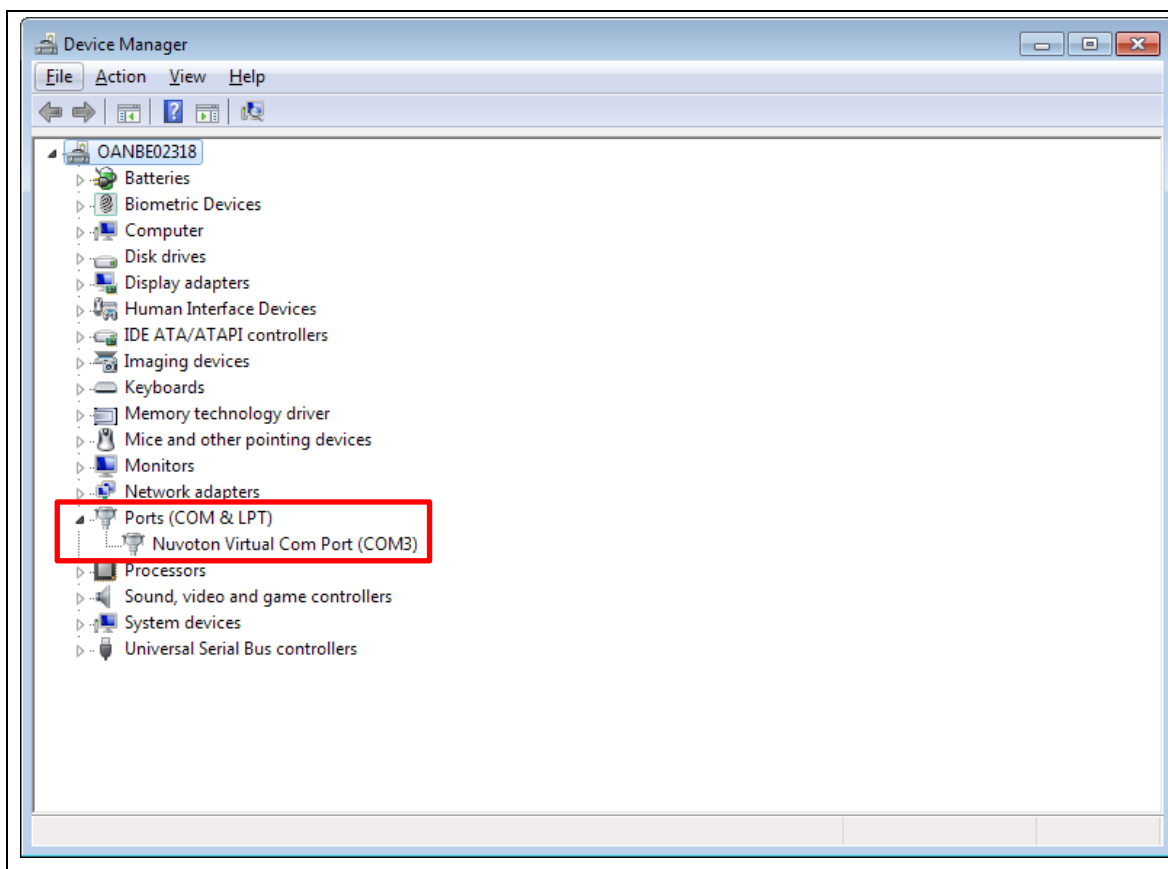 Device Manager
File Action View Help
OANBE02318
Batteries
Biometric Devices
Computer
Disk drives
Display adapters
Human Interface Devices
IDE ATA/ATAPI controllers
Imaging devices
Keyboards
Memory technology driver
Mice and other pointing devices
Monitors
Network adapters
Ports (COM & LPT)
Nuvoton Virtual Com Port (COM3)
Processors
Sound, video and game controllers
System devices
Universal Serial Bus controllers